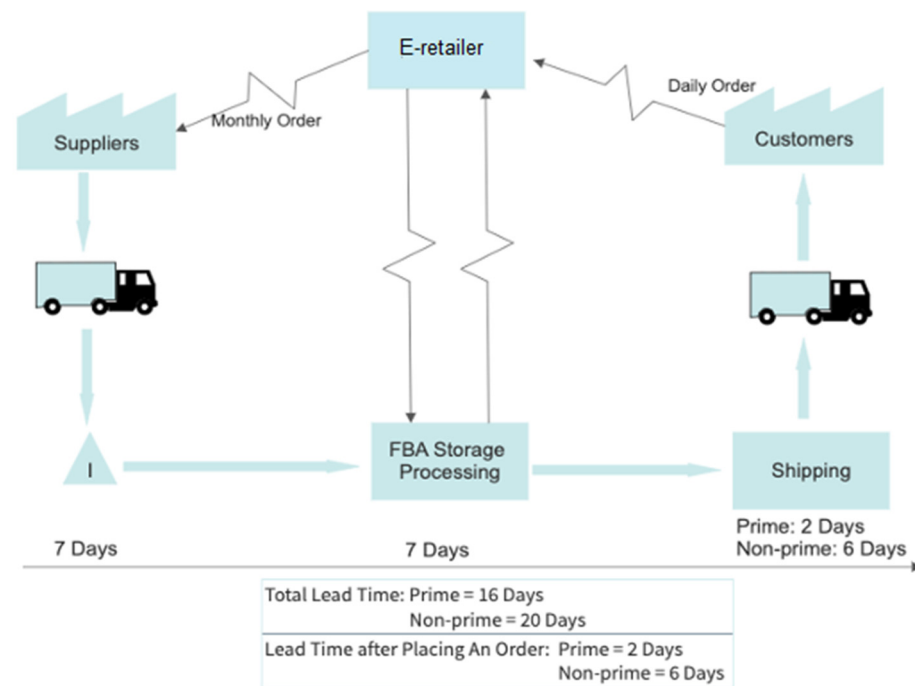 E-retailer
Monthly Order
Daily Order
Suppliers
Customers
I
FBA Storage
Processing
Shipping
7 Days
7 Days
Prime: 2 Days
Non-prime: 6 Days
Total Lead Time: Prime = 16 Days
Non-prime = 20 Days
Lead Time after Placing An Order: Prime = 2 Days
Non-prime = 6 Days